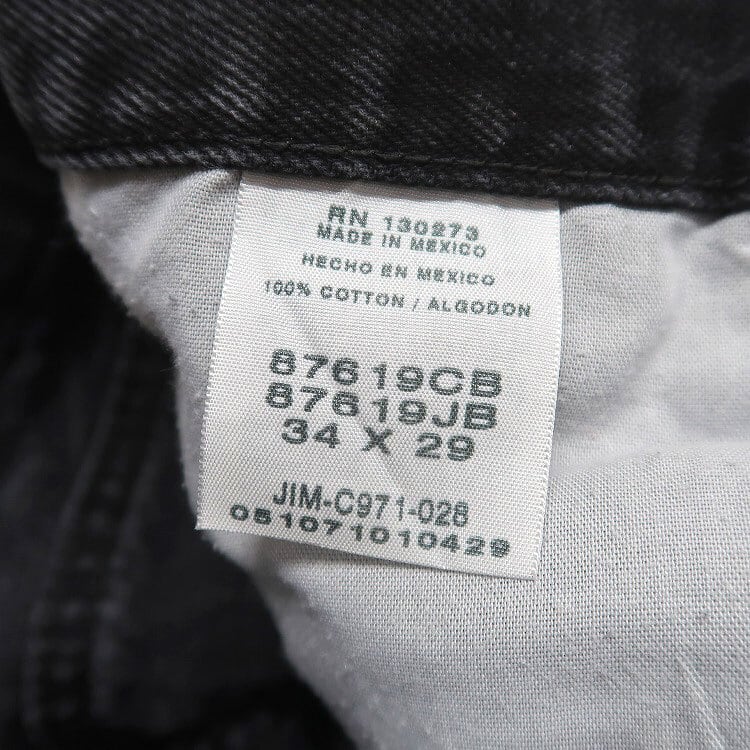 RN 130273
MADE IN MEXICO
HECHO EN MEXICO
100% COTTON / ALGODON
87619CB
87619JB
34 X 29
JIM-C971-028
051071010429